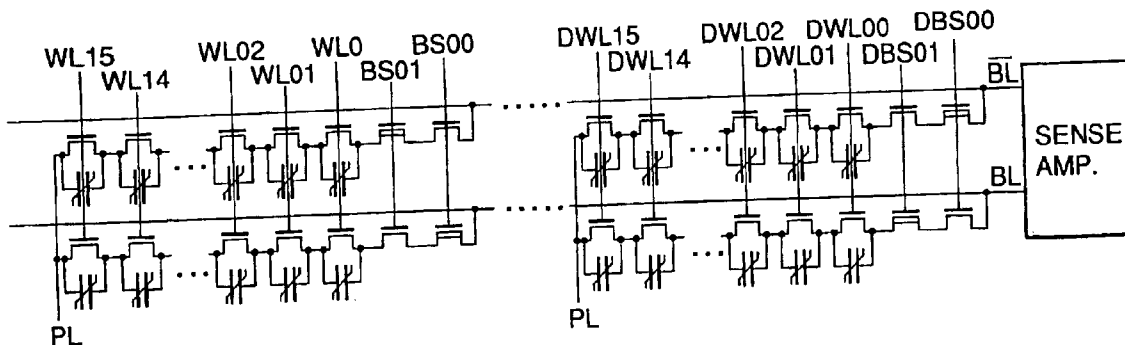 WL15
WL14
WL02
WL01
WL0
BS01
BS00
DWL15
DWL14
DWL02
DWL01
DWL00
DBS01
DBS00
B̅L̅
BL
SENSE
AMP.
PL
PL